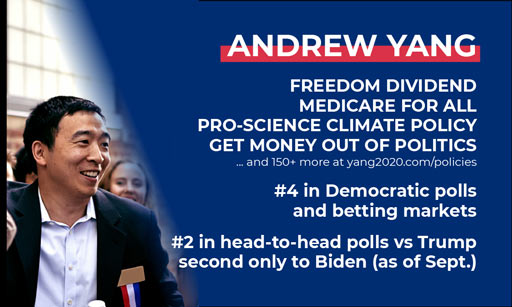 ANDREW YANG
FREEDOM DIVIDEND
MEDICARE FOR ALL
PRO-SCIENCE CLIMATE POLICY
GET MONEY OUT OF POLITICS
... and 150+ more at yang2020.com/policies
#4 in Democratic polls
and betting markets
#2 in head-to-head polls vs Trump
second only to Biden (as of Sept.)